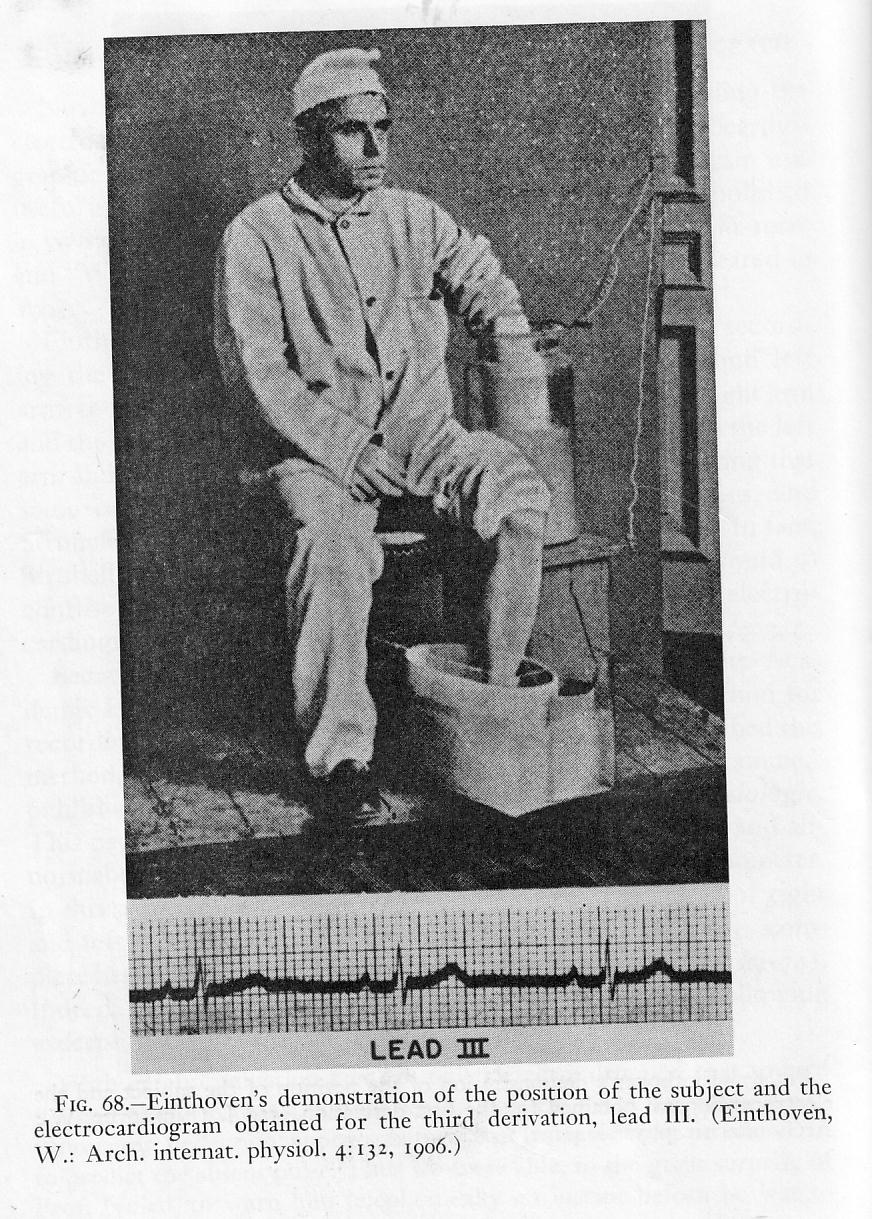 LEAD III
FIG. 68.—Einthoven's demonstration of the position of the subject and the
electrocardiogram obtained for the third derivation, lead III. (Einthoven,
W.: Arch. internat. physiol. 4:132, 1906.)